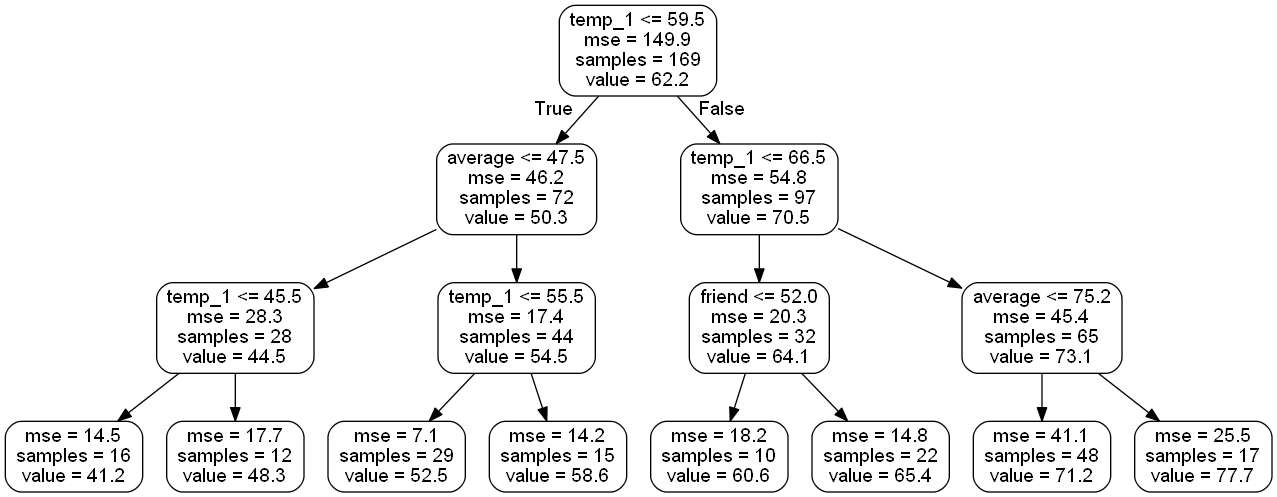 temp_1 <= 59.5
mse = 149.9
samples = 169
value = 62.2
True
False
average <= 47.5
mse = 46.2
samples = 72
value = 50.3
temp_1 <= 66.5
mse = 54.8
samples = 97
value = 70.5
temp_1 <= 45.5
mse = 28.3
samples = 28
value = 44.5
temp_1 <= 55.5
mse = 17.4
samples = 44
value = 54.5
friend <= 52.0
mse = 20.3
samples = 32
value = 64.1
average <= 75.2
mse = 45.4
samples = 65
value = 73.1
mse = 14.5
samples = 16
value = 41.2
mse = 17.7
samples = 12
value = 48.3
mse = 7.1
samples = 29
value = 52.5
mse = 14.2
samples = 15
value = 58.6
mse = 18.2
samples = 10
value = 60.6
mse = 14.8
samples = 22
value = 65.4
mse = 41.1
samples = 48
value = 71.2
mse = 25.5
samples = 17
value = 77.7